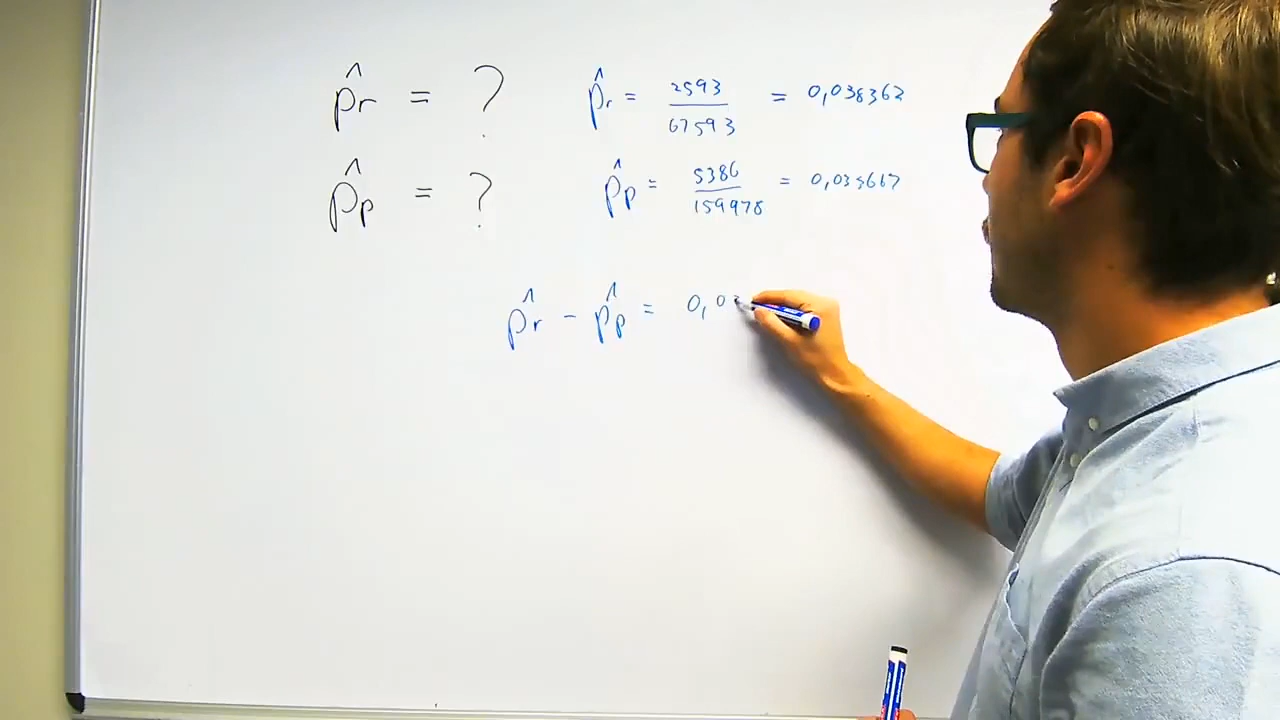 p̂r = ? p̂r = 2593/67593 = 0,038362
p̂p = ? p̂p = 5386/159978 = 0,033667
p̂r - p̂p = 0,0